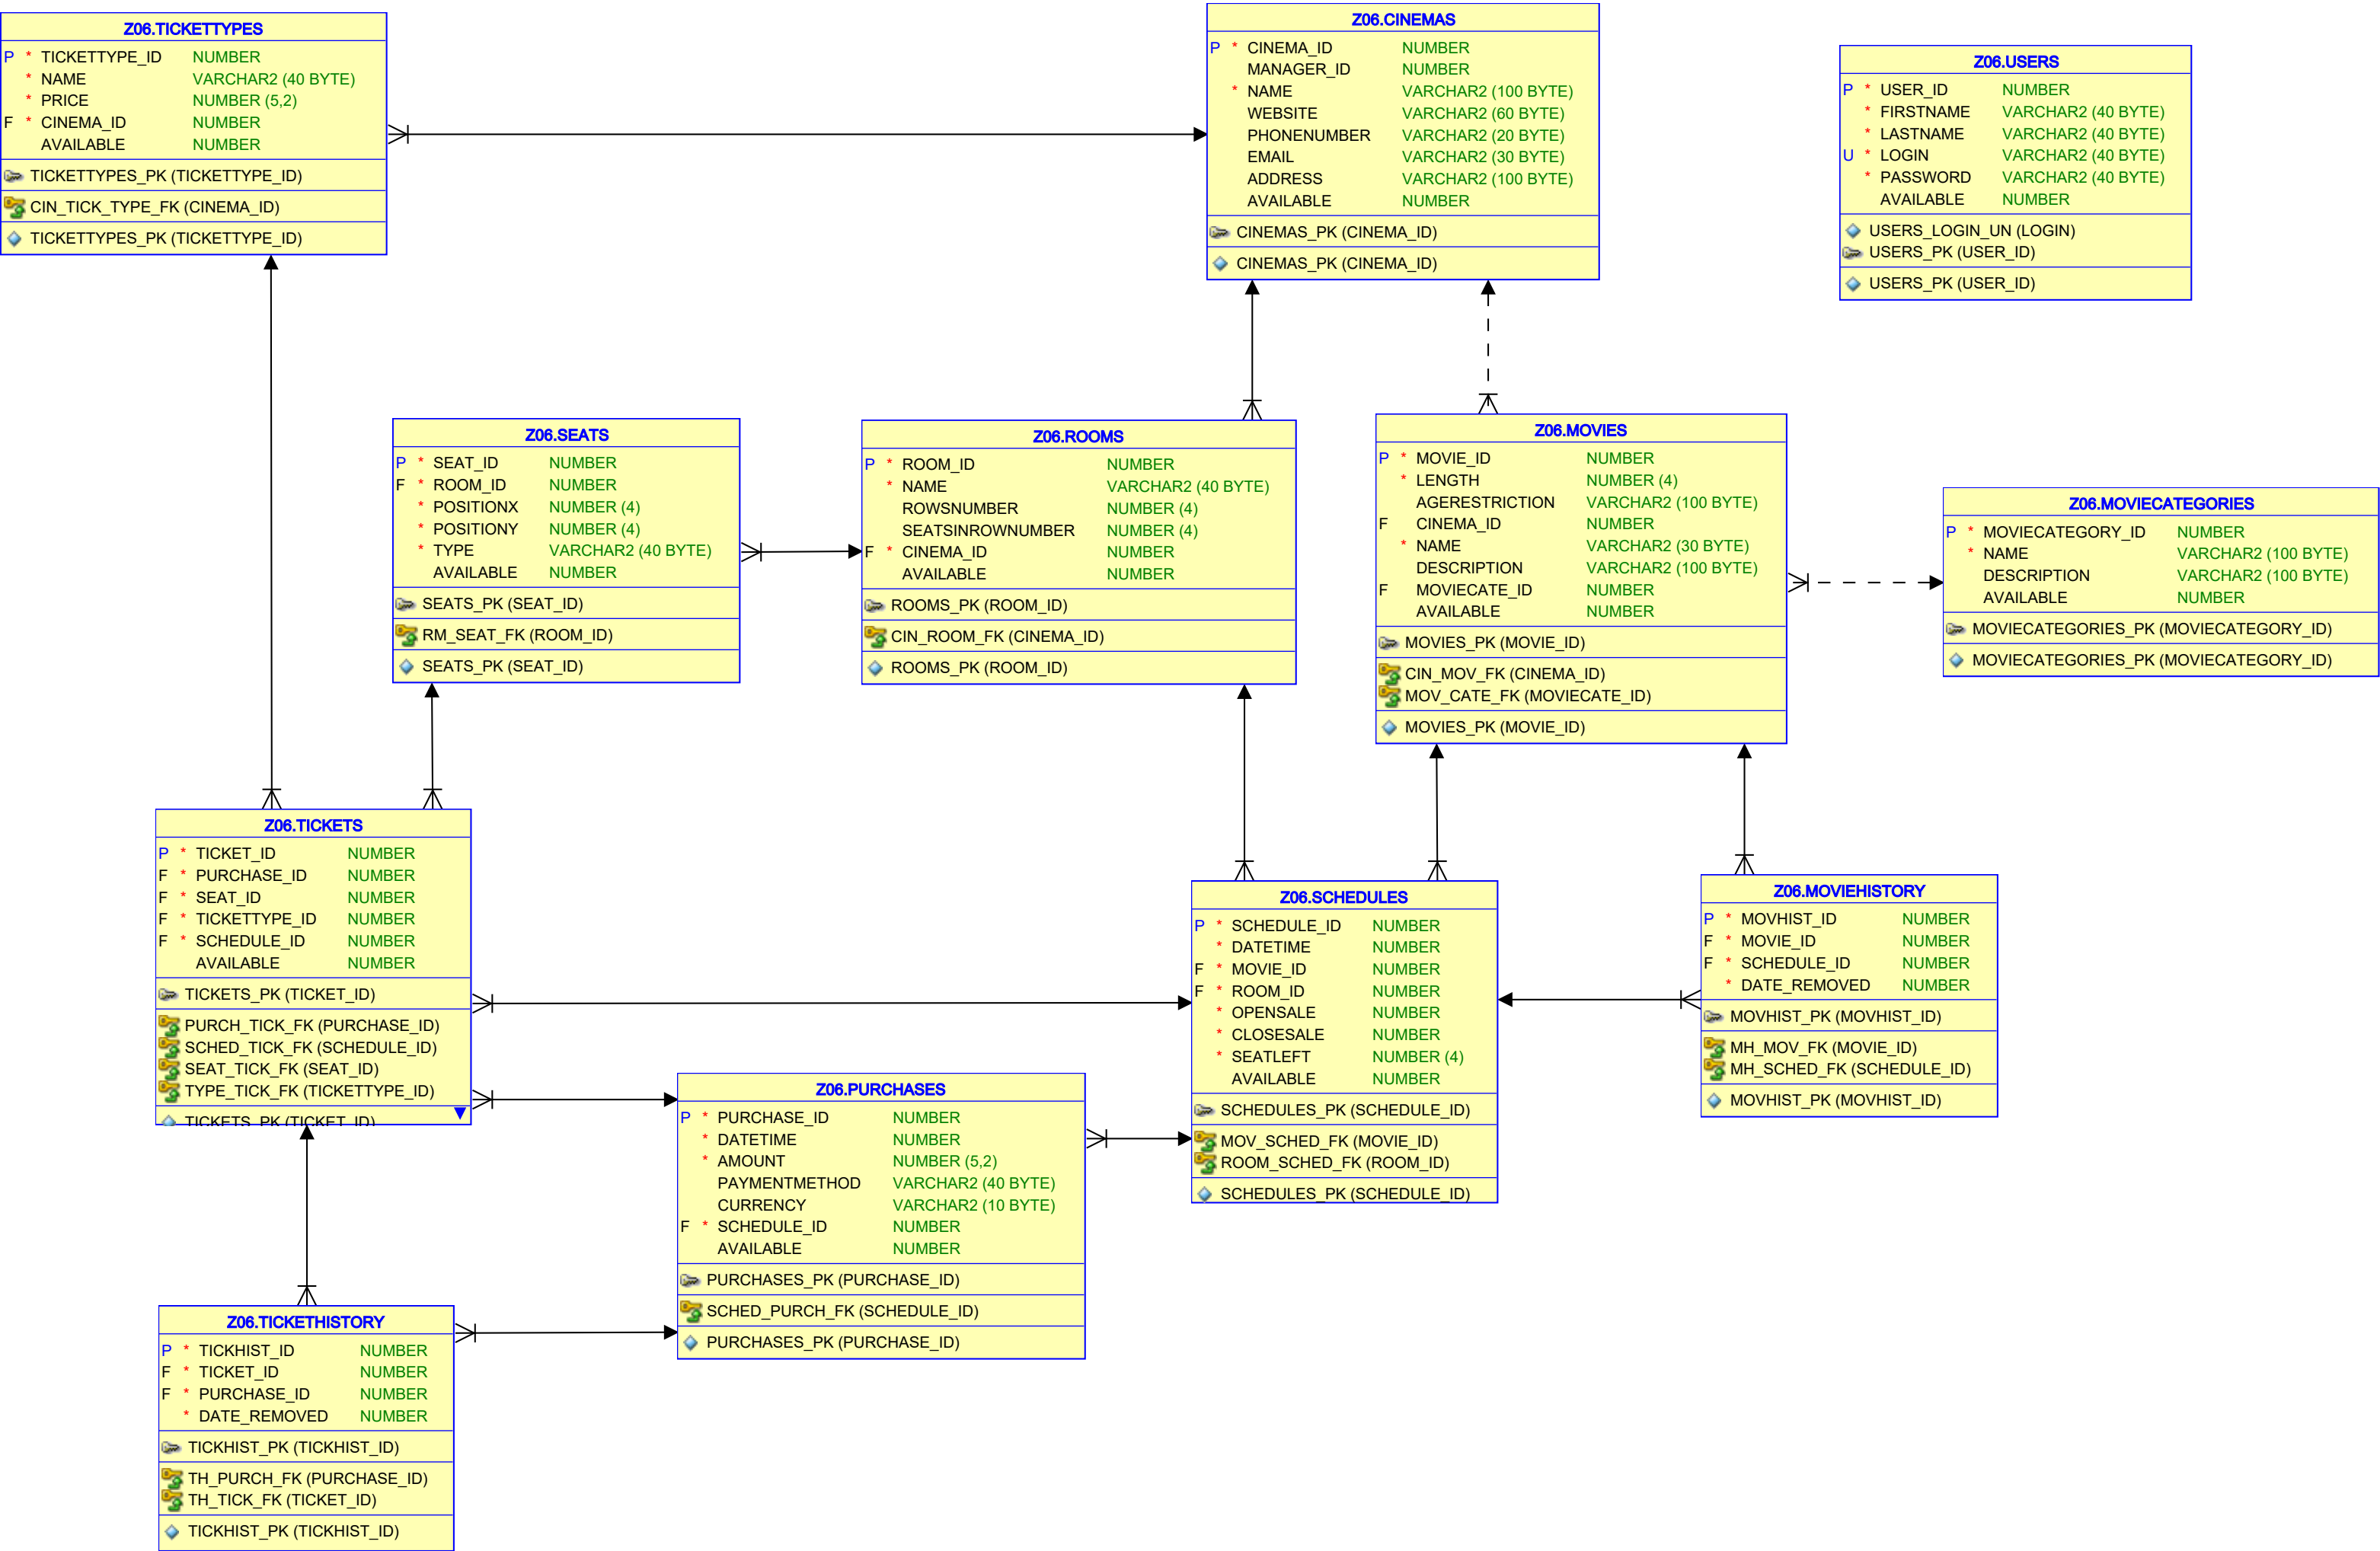 Z06.TICKETTYPES
P * TICKETTYPE_ID NUMBER
* NAME VARCHAR2 (40 BYTE)
* PRICE NUMBER (5,2)
F * CINEMA_ID NUMBER
AVAILABLE NUMBER
TICKETTYPES_PK (TICKETTYPE_ID)
CIN_TICK_TYPE_FK (CINEMA_ID)
TICKETTYPES_PK (TICKETTYPE_ID)
Z06.CINEMAS
P * CINEMA_ID NUMBER
MANAGER_ID NUMBER
* NAME VARCHAR2 (100 BYTE)
WEBSITE VARCHAR2 (60 BYTE)
PHONENUMBER VARCHAR2 (20 BYTE)
EMAIL VARCHAR2 (30 BYTE)
ADDRESS VARCHAR2 (100 BYTE)
AVAILABLE NUMBER
CINEMAS_PK (CINEMA_ID)
CINEMAS_PK (CINEMA_ID)
Z06.USERS
P * USER_ID NUMBER
* FIRSTNAME VARCHAR2 (40 BYTE)
* LASTNAME VARCHAR2 (40 BYTE)
U * LOGIN VARCHAR2 (40 BYTE)
* PASSWORD VARCHAR2 (40 BYTE)
AVAILABLE NUMBER
USERS_LOGIN_UN (LOGIN)
USERS_PK (USER_ID)
USERS_PK (USER_ID)
Z06.SEATS
P * SEAT_ID NUMBER
F * ROOM_ID NUMBER
* POSITIONX NUMBER (4)
* POSITIONY NUMBER (4)
* TYPE VARCHAR2 (40 BYTE)
AVAILABLE NUMBER
SEATS_PK (SEAT_ID)
RM_SEAT_FK (ROOM_ID)
SEATS_PK (SEAT_ID)
Z06.ROOMS
P * ROOM_ID NUMBER
* NAME VARCHAR2 (40 BYTE)
ROWSNUMBER NUMBER (4)
SEATSINROWNUMBER NUMBER (4)
F * CINEMA_ID NUMBER
AVAILABLE NUMBER
ROOMS_PK (ROOM_ID)
CIN_ROOM_FK (CINEMA_ID)
ROOMS_PK (ROOM_ID)
Z06.MOVIES
P * MOVIE_ID NUMBER
* LENGTH NUMBER (4)
AGERESTRICTION VARCHAR2 (100 BYTE)
F CINEMA_ID NUMBER
* NAME VARCHAR2 (30 BYTE)
DESCRIPTION VARCHAR2 (100 BYTE)
F MOVIECATE_ID NUMBER
AVAILABLE NUMBER
MOVIES_PK (MOVIE_ID)
CIN_MOV_FK (CINEMA_ID)
MOV_CATE_FK (MOVIECATE_ID)
MOVIES_PK (MOVIE_ID)
Z06.MOVIECATEGORIES
P * MOVIECATEGORY_ID NUMBER
* NAME VARCHAR2 (100 BYTE)
DESCRIPTION VARCHAR2 (100 BYTE)
AVAILABLE NUMBER
MOVIECATEGORIES_PK (MOVIECATEGORY_ID)
MOVIECATEGORIES_PK (MOVIECATEGORY_ID)
Z06.TICKETS
P * TICKET_ID NUMBER
F * PURCHASE_ID NUMBER
F * SEAT_ID NUMBER
F * TICKETTYPE_ID NUMBER
F * SCHEDULE_ID NUMBER
AVAILABLE NUMBER
TICKETS_PK (TICKET_ID)
PURCH_TICK_FK (PURCHASE_ID)
SCHED_TICK_FK (SCHEDULE_ID)
SEAT_TICK_FK (SEAT_ID)
TYPE_TICK_FK (TICKETTYPE_ID)
TICKETS_PK (TICKET_ID)
Z06.SCHEDULES
P * SCHEDULE_ID NUMBER
* DATETIME NUMBER
F * MOVIE_ID NUMBER
F * ROOM_ID NUMBER
* OPENSALE NUMBER
* CLOSESALE NUMBER
* SEATLEFT NUMBER (4)
AVAILABLE NUMBER
SCHEDULES_PK (SCHEDULE_ID)
MOV_SCHED_FK (MOVIE_ID)
ROOM_SCHED_FK (ROOM_ID)
SCHEDULES_PK (SCHEDULE_ID)
Z06.MOVIEHISTORY
P * MOVHIST_ID NUMBER
F * MOVIE_ID NUMBER
F * SCHEDULE_ID NUMBER
* DATE_REMOVED NUMBER
MOVHIST_PK (MOVHIST_ID)
MH_MOV_FK (MOVIE_ID)
MH_SCHED_FK (SCHEDULE_ID)
MOVHIST_PK (MOVHIST_ID)
Z06.PURCHASES
P * PURCHASE_ID NUMBER
* DATETIME NUMBER
* AMOUNT NUMBER (5,2)
PAYMENTMETHOD VARCHAR2 (40 BYTE)
CURRENCY VARCHAR2 (10 BYTE)
F * SCHEDULE_ID NUMBER
AVAILABLE NUMBER
PURCHASES_PK (PURCHASE_ID)
SCHED_PURCH_FK (SCHEDULE_ID)
PURCHASES_PK (PURCHASE_ID)
Z06.TICKETHISTORY
P * TICKHIST_ID NUMBER
F * TICKET_ID NUMBER
F * PURCHASE_ID NUMBER
* DATE_REMOVED NUMBER
TICKHIST_PK (TICKHIST_ID)
TH_PURCH_FK (PURCHASE_ID)
TH_TICK_FK (TICKET_ID)
TICKHIST_PK (TICKHIST_ID)